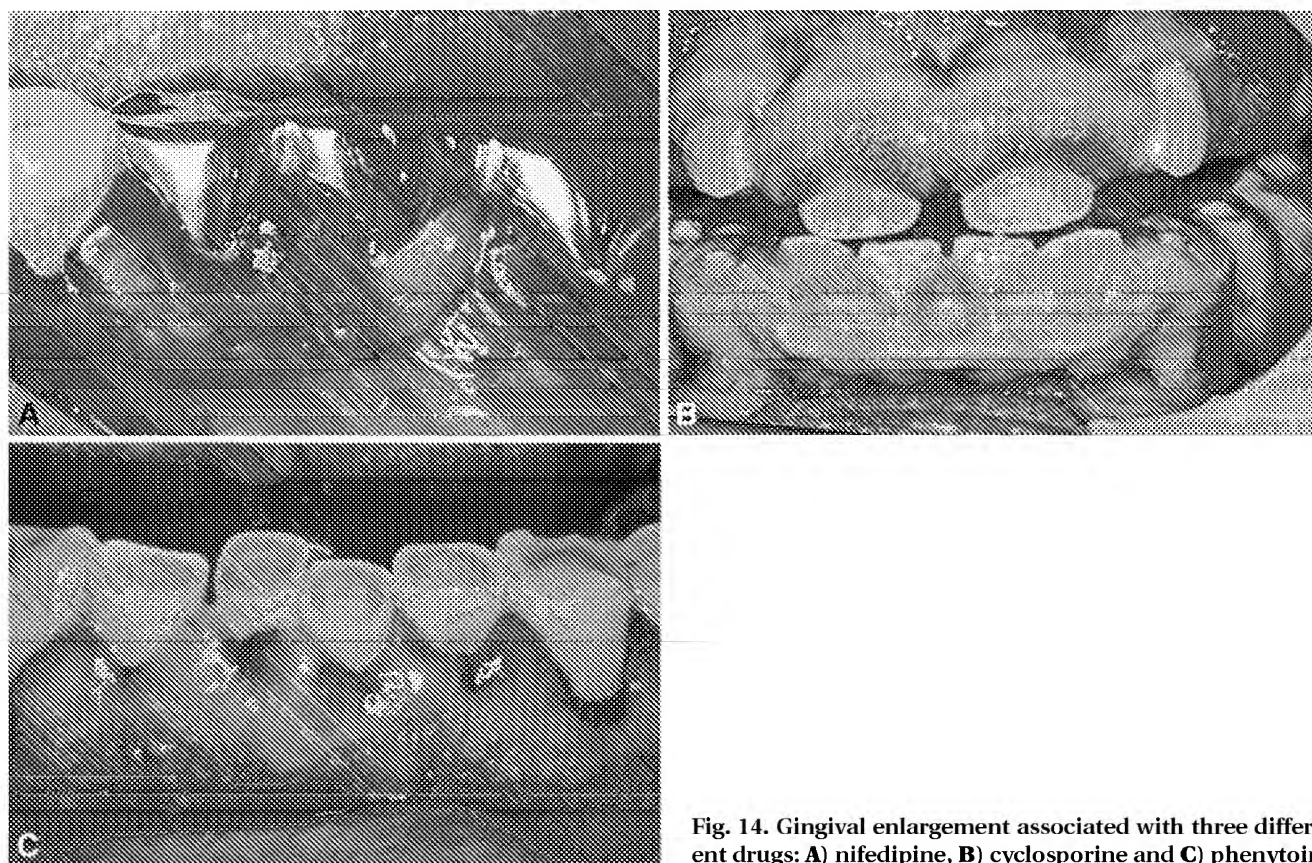 A
B
C
Fig. 14. Gingival enlargement associated with three differ-
ent drugs: A) nifedipine, B) cyclosporine and C) phenytoin